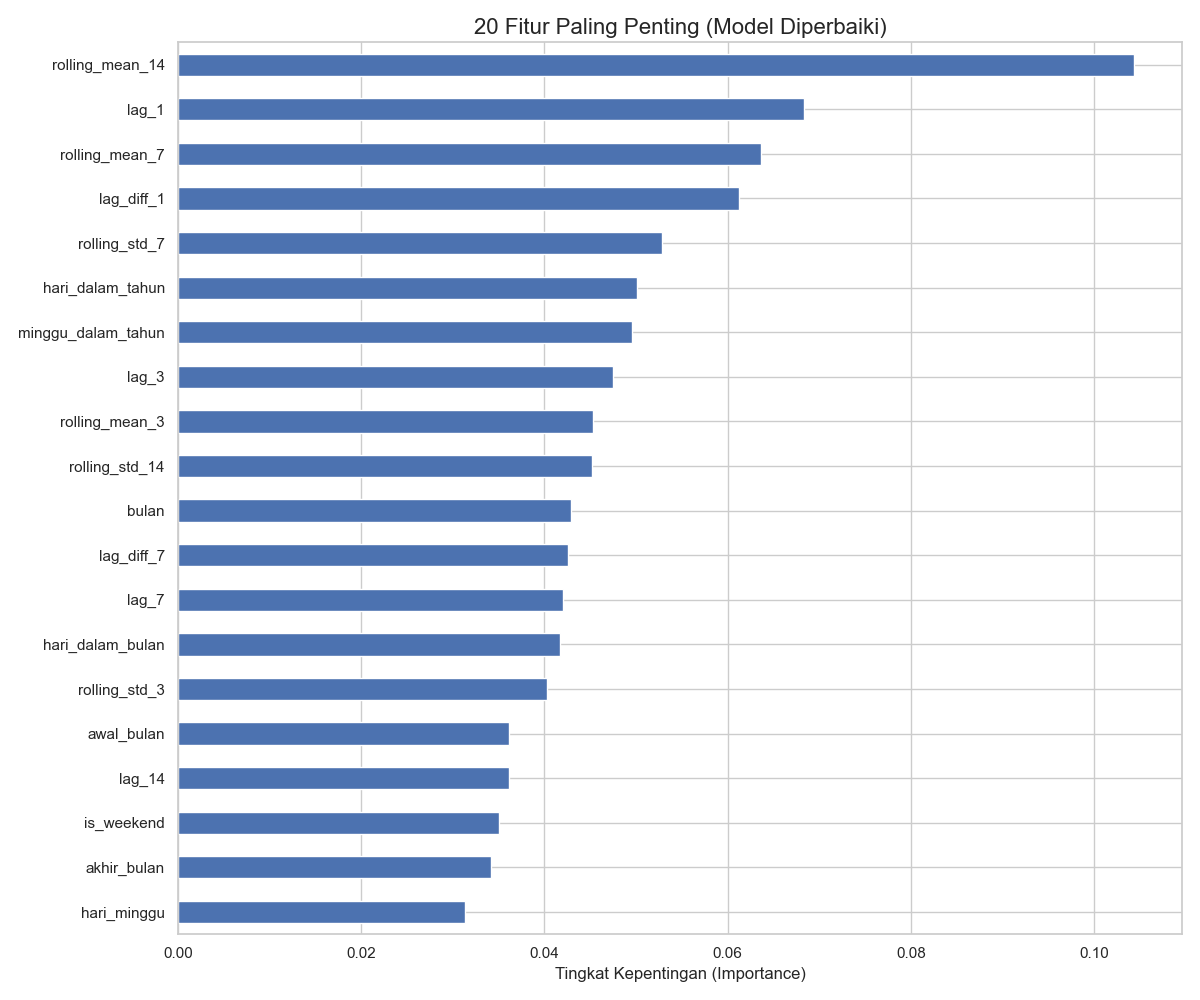 20 Fitur Paling Penting (Model Diperbaiki)
rolling_mean_14
lag_1
rolling_mean_7
lag_diff_1
rolling_std_7
hari_dalam_tahun
minggu_dalam_tahun
lag_3
rolling_mean_3
rolling_std_14
bulan
lag_diff_7
lag_7
hari_dalam_bulan
rolling_std_3
awal_bulan
lag_14
is_weekend
akhir_bulan
hari_minggu
0.00 0.02 0.04 0.06 0.08 0.10
Tingkat Kepentingan (Importance)